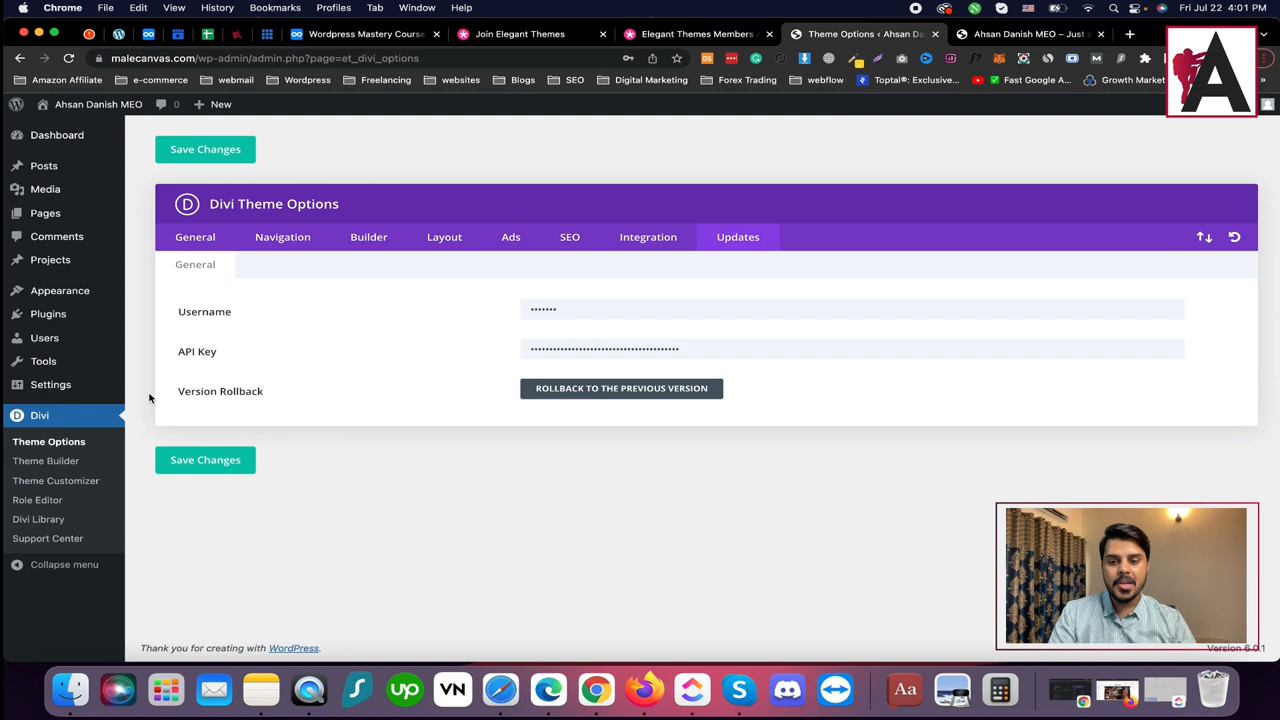 Chrome File Edit View History Bookmarks Profiles Tab Window Help Fri Jul 22 4:01 PM
Wordpress Mastery Course Join Elegant Themes Elegant Themes Members A Theme Options ‹ Ahsan Da Ahsan Danish MEO – Just a
malecanvas.com/wp-admin/admin.php?page=et_divi_options
Amazon Affiliate e-commerce webmail Wordpress Freelancing websites Blogs SEO Digital Marketing Forex Trading webflow Toptal: Exclusive... Fast Google A... Growth Market »
Ahsan Danish MEO 0 New
A
Dashboard
Posts
Media
Pages
Comments
Projects
Appearance
Plugins
Users
Tools
Settings
Divi
Theme Options
Theme Builder
Theme Customizer
Role Editor
Divi Library
Support Center
Collapse menu
Save Changes
D Divi Theme Options
General Navigation Builder Layout Ads SEO Integration Updates
General
Username •••••••
API Key
Version Rollback ROLLBACK TO THE PREVIOUS VERSION
Save Changes
Thank you for creating with WordPress.
Version 6.0.1
up VN S Aa